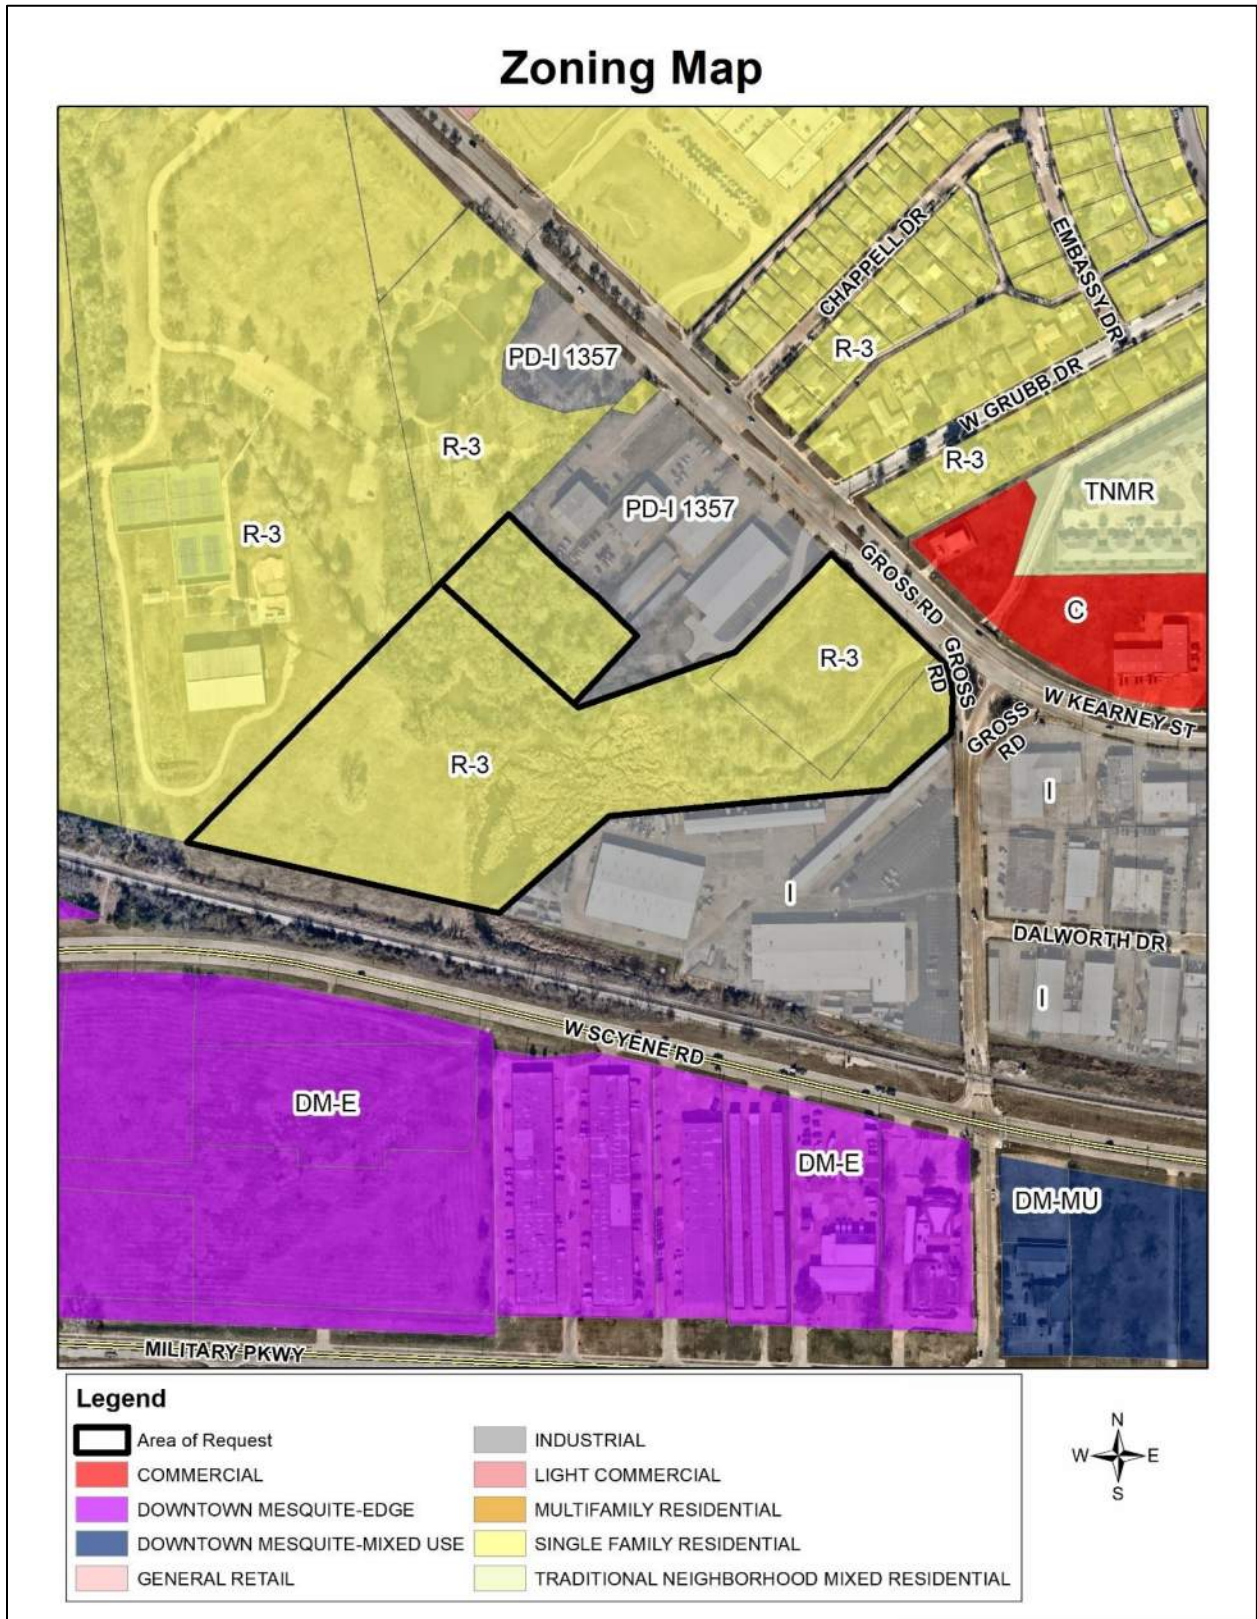 Zoning Map
CHAPPELL DR
EMBASSY DR
PD-I 1357
R-3
W GRUBB DR
R-3
R-3
TNMR
PD-I 1357
R-3
GROSS RD
C
R-3
GROSS
RD
W KEARNEY ST
GROSS
RD
R-3
I
I
DALWORTH DR
I
W SCYENE RD
DM-E
DM-E
DM-MU
MILITARY PKWY
Legend
Area of Request
COMMERCIAL
DOWNTOWN MESQUITE-EDGE
DOWNTOWN MESQUITE-MIXED USE
GENERAL RETAIL
INDUSTRIAL
LIGHT COMMERCIAL
MULTIFAMILY RESIDENTIAL
SINGLE FAMILY RESIDENTIAL
TRADITIONAL NEIGHBORHOOD MIXED RESIDENTIAL
N
W E
S